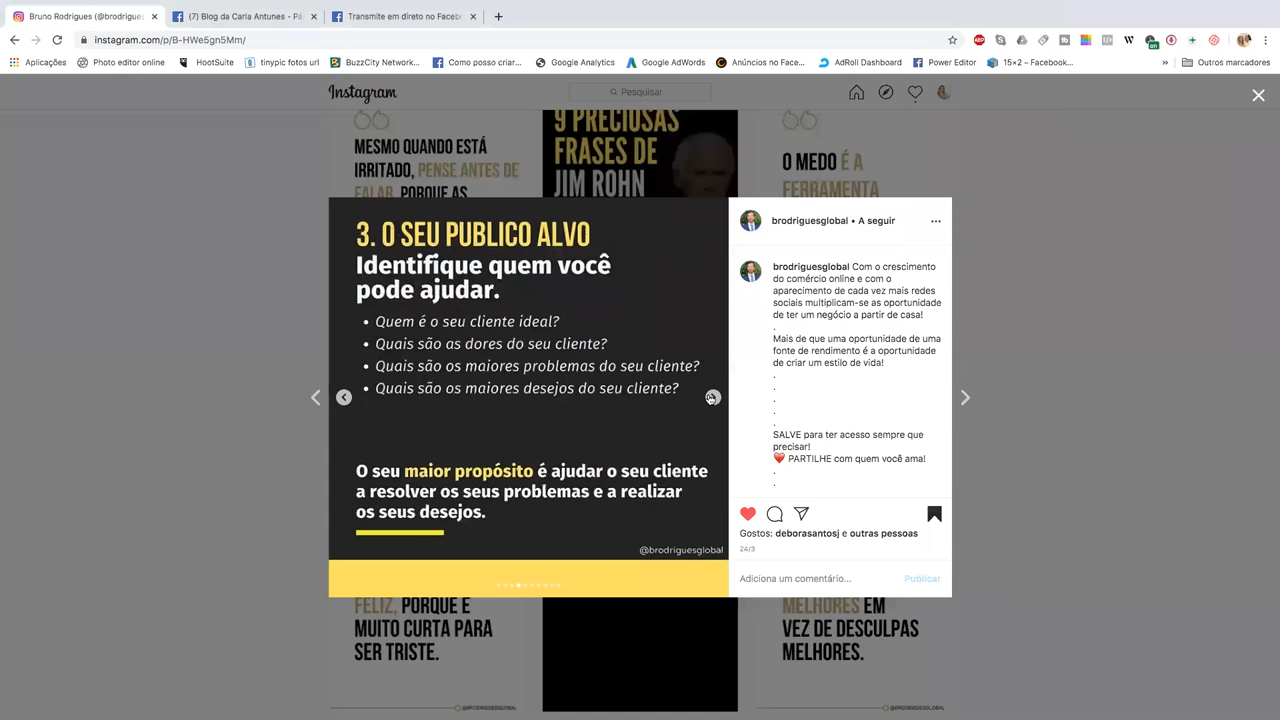 Bruno Rodrigues (@brodrigues
(7) Blog da Carla Antunes - Pá
Transmite em direto no Faceb
instagram.com/p/B-HWe5gn5Mm/
Aplicações
Photo editor online
HootSuite
tinypic fotos url
BuzzCity Network...
Como posso criar...
Google Analytics
Google AdWords
Anúncios no Face...
AdRoll Dashboard
Power Editor
15×2 – Facebook...
Outros marcadores
Instagram
Pesquisar
MESMO QUANDO ESTÁ
IRRITADO, PENSE ANTES DE
FALAR, PORQUE AS
9 PRECIOSAS
FRASES DE
JIM ROHN
O MEDO É A
FERRAMENTA
3. O SEU PUBLICO ALVO
Identifique quem você
pode ajudar.
• Quem é o seu cliente ideal?
• Quais são as dores do seu cliente?
• Quais são os maiores problemas do seu cliente?
• Quais são os maiores desejos do seu cliente?
O seu maior propósito é ajudar o seu cliente
a resolver os seus problemas e a realizar
os seus desejos.
@brodriguesglobal
brodriguesglobal • A seguir
brodriguesglobal Com o crescimento
do comércio online e com o
aparecimento de cada vez mais redes
sociais multiplicam-se as oportunidade
de ter um negócio a partir de casa!
.
Mais de que uma oportunidade de uma
fonte de rendimento é a oportunidade
de criar um estilo de vida!
.
.
.
.
.
SALVE para ter acesso sempre que
precisar!
❤️ PARTILHE com quem você ama!
.
.
Gostos: deborasantosj e outras pessoas
24/3
Adiciona um comentário...
Publicar
FELIZ, PORQUE É
MUITO CURTA PARA
SER TRISTE.
MELHORES EM
VEZ DE DESCULPAS
MELHORES.
@BRODRIGUESGLOBAL
@BRODRIGUESGLOBAL